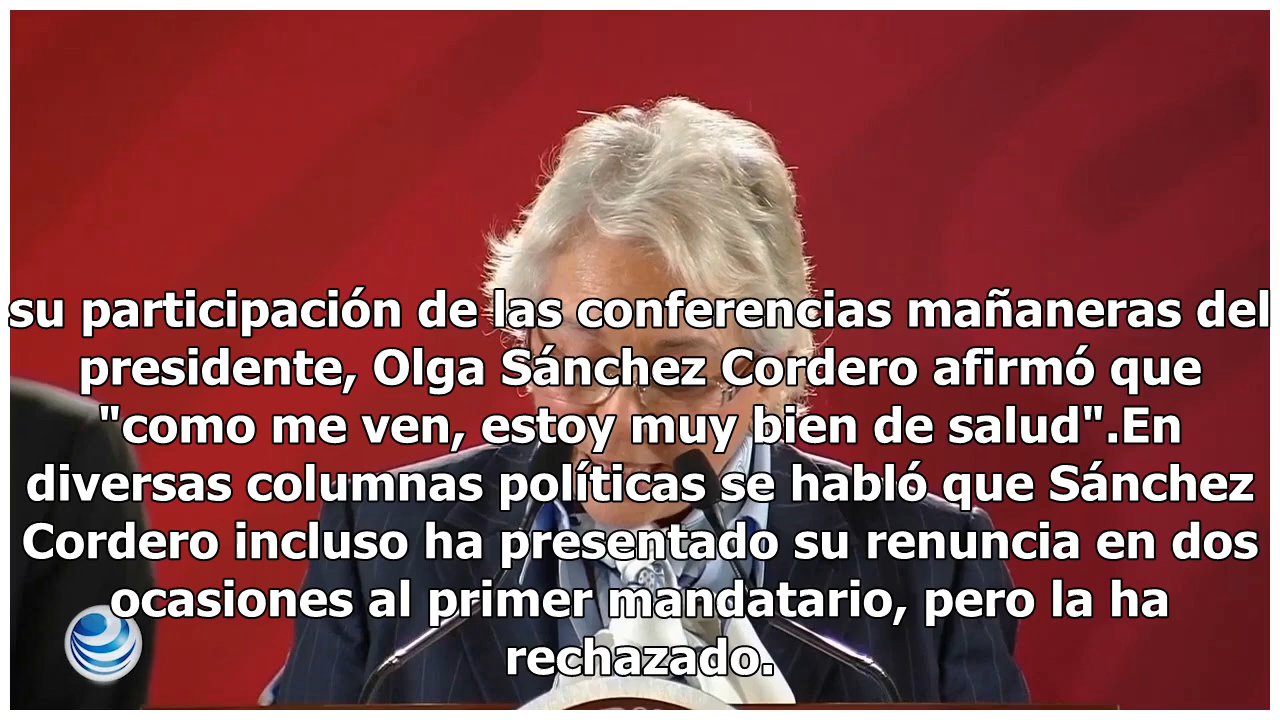 su participación de las conferencias mañaneras del
presidente, Olga Sánchez Cordero afirmó que
"como me ven, estoy muy bien de salud".En
diversas columnas políticas se habló que Sánchez
Cordero incluso ha presentado su renuncia en dos
ocasiones al primer mandatario, pero la ha
rechazado.